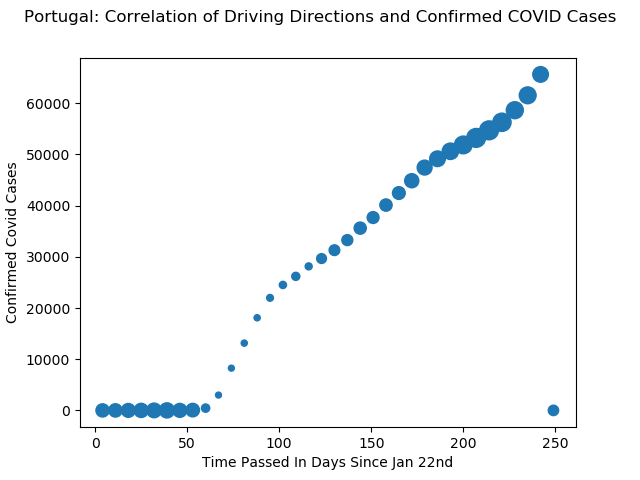 Portugal: Correlation of Driving Directions and Confirmed COVID Cases
60000
50000
40000
30000
20000
10000
0
Confirmed Covid Cases
0 50 100 150 200 250
Time Passed In Days Since Jan 22nd